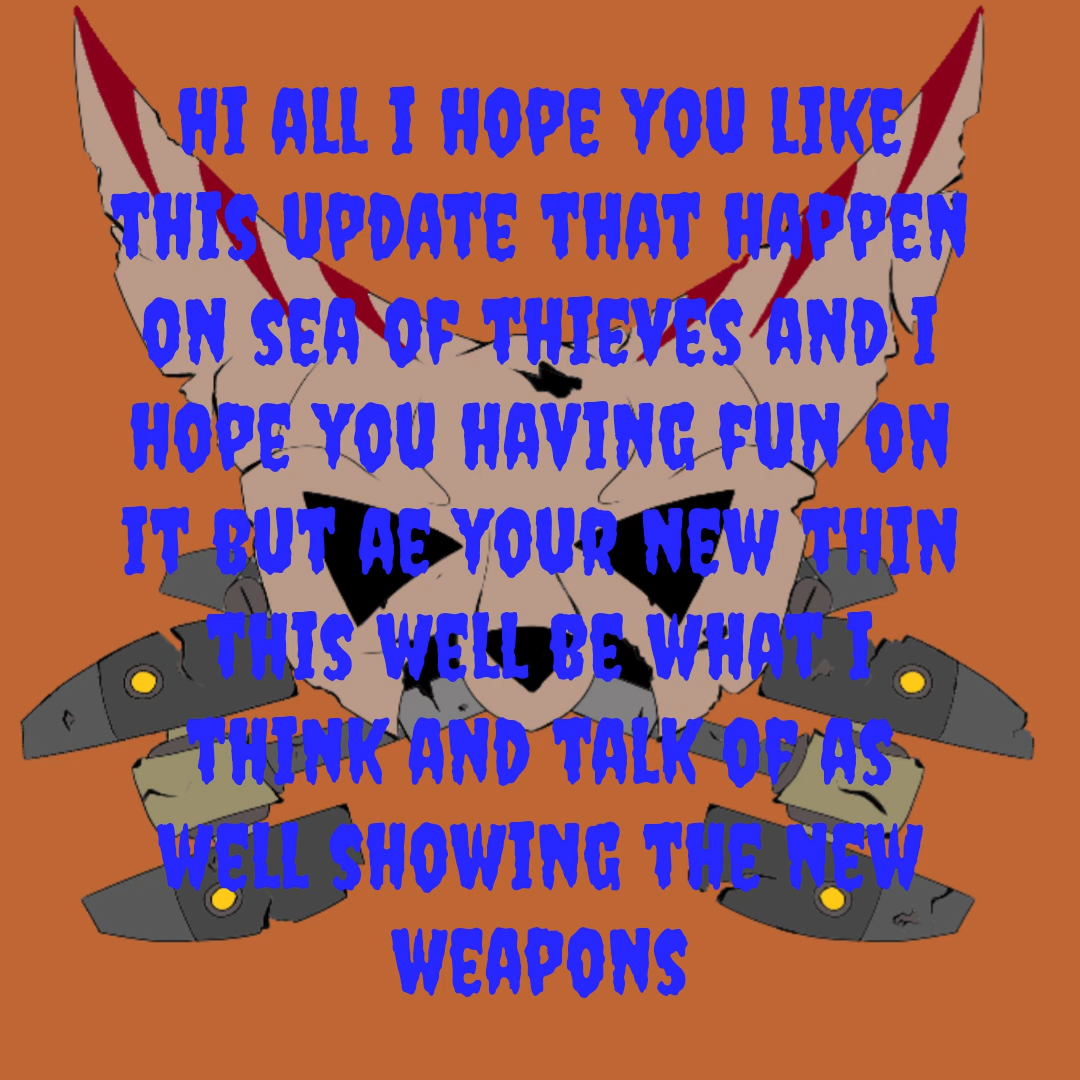 HI ALL I HOPE YOU LIKE
THIS UPDATE THAT HAPPEN
ON SEA OF THIEVES AND I
HOPE YOU HAVING FUN ON
IT BUT AE YOUR NEW THIN
THIS WELL BE WHAT I
THINK AND TALK OF AS
WELL SHOWING THE NEW
WEAPONS